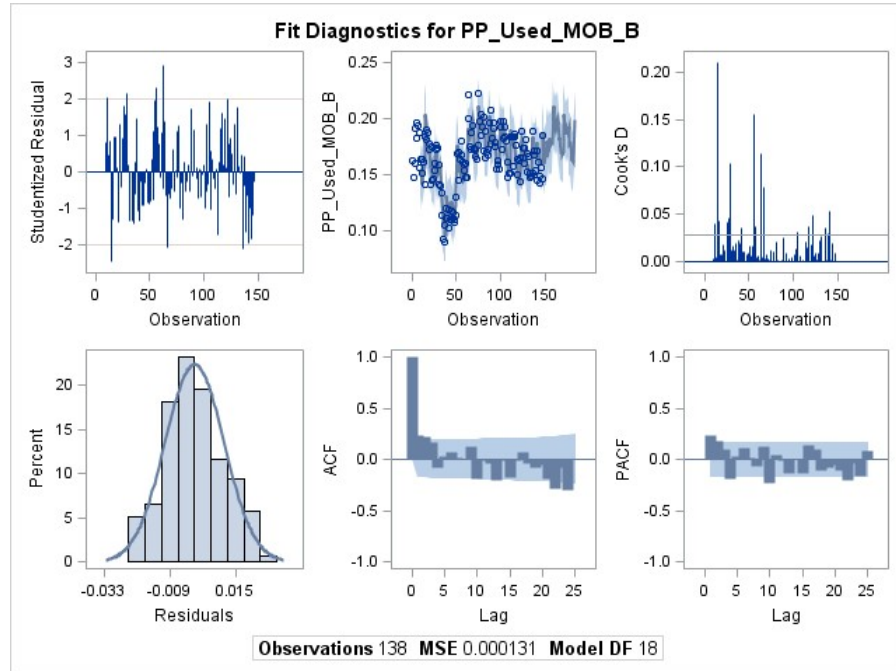 Fit Diagnostics for PP_Used_MOB_B
Studentized Residual
3
2
1
0
-1
-2
0 50 100 150
Observation
PP_Used_MOB_B
0.25
0.20
0.15
0.10
0 50 100 150
Observation
Cook's D
0.20
0.15
0.10
0.05
0.00
0 50 100 150
Observation
Percent
20
15
10
5
0
-0.033 -0.009 0.015
Residuals
ACF
1.0
0.5
0.0
-0.5
-1.0
0 5 10 15 20 25
Lag
PACF
1.0
0.5
0.0
-0.5
-1.0
0 5 10 15 20 25
Lag
Observations 138 MSE 0.000131 Model DF 18